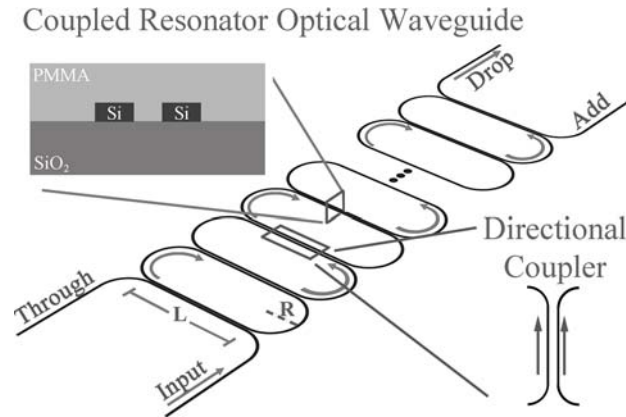 Coupled Resonator Optical Waveguide
PMMA
Si
Si
SiO₂
Drop
Add
Directional
Coupler
Through
L
R
Input